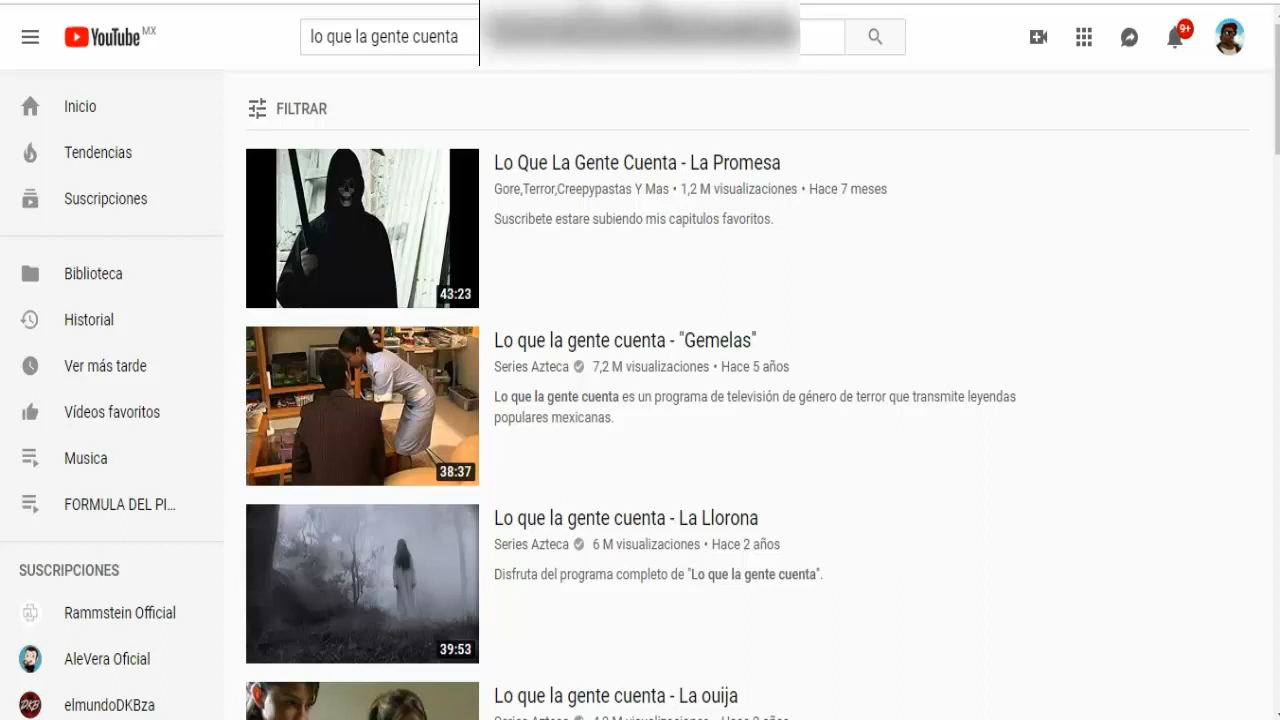 YouTube MX
lo que la gente cuenta
9+
Inicio
Tendencias
Suscripciones
Biblioteca
Historial
Ver más tarde
Vídeos favoritos
Musica
FORMULA DEL PI...
SUSCRIPCIONES
Rammstein Official
AleVera Oficial
elmundoDKBza
FILTRAR
43:23
Lo Que La Gente Cuenta - La Promesa
Gore,Terror,Creepypastas Y Mas • 1,2 M visualizaciones • Hace 7 meses
Suscribete estare subiendo mis capitulos favoritos.
38:37
Lo que la gente cuenta - "Gemelas"
Series Azteca 7,2 M visualizaciones • Hace 5 años
Lo que la gente cuenta es un programa de televisión de género de terror que transmite leyendas
populares mexicanas.
39:53
Lo que la gente cuenta - La Llorona
Series Azteca 6 M visualizaciones • Hace 2 años
Disfruta del programa completo de "Lo que la gente cuenta".
Lo que la gente cuenta - La ouija